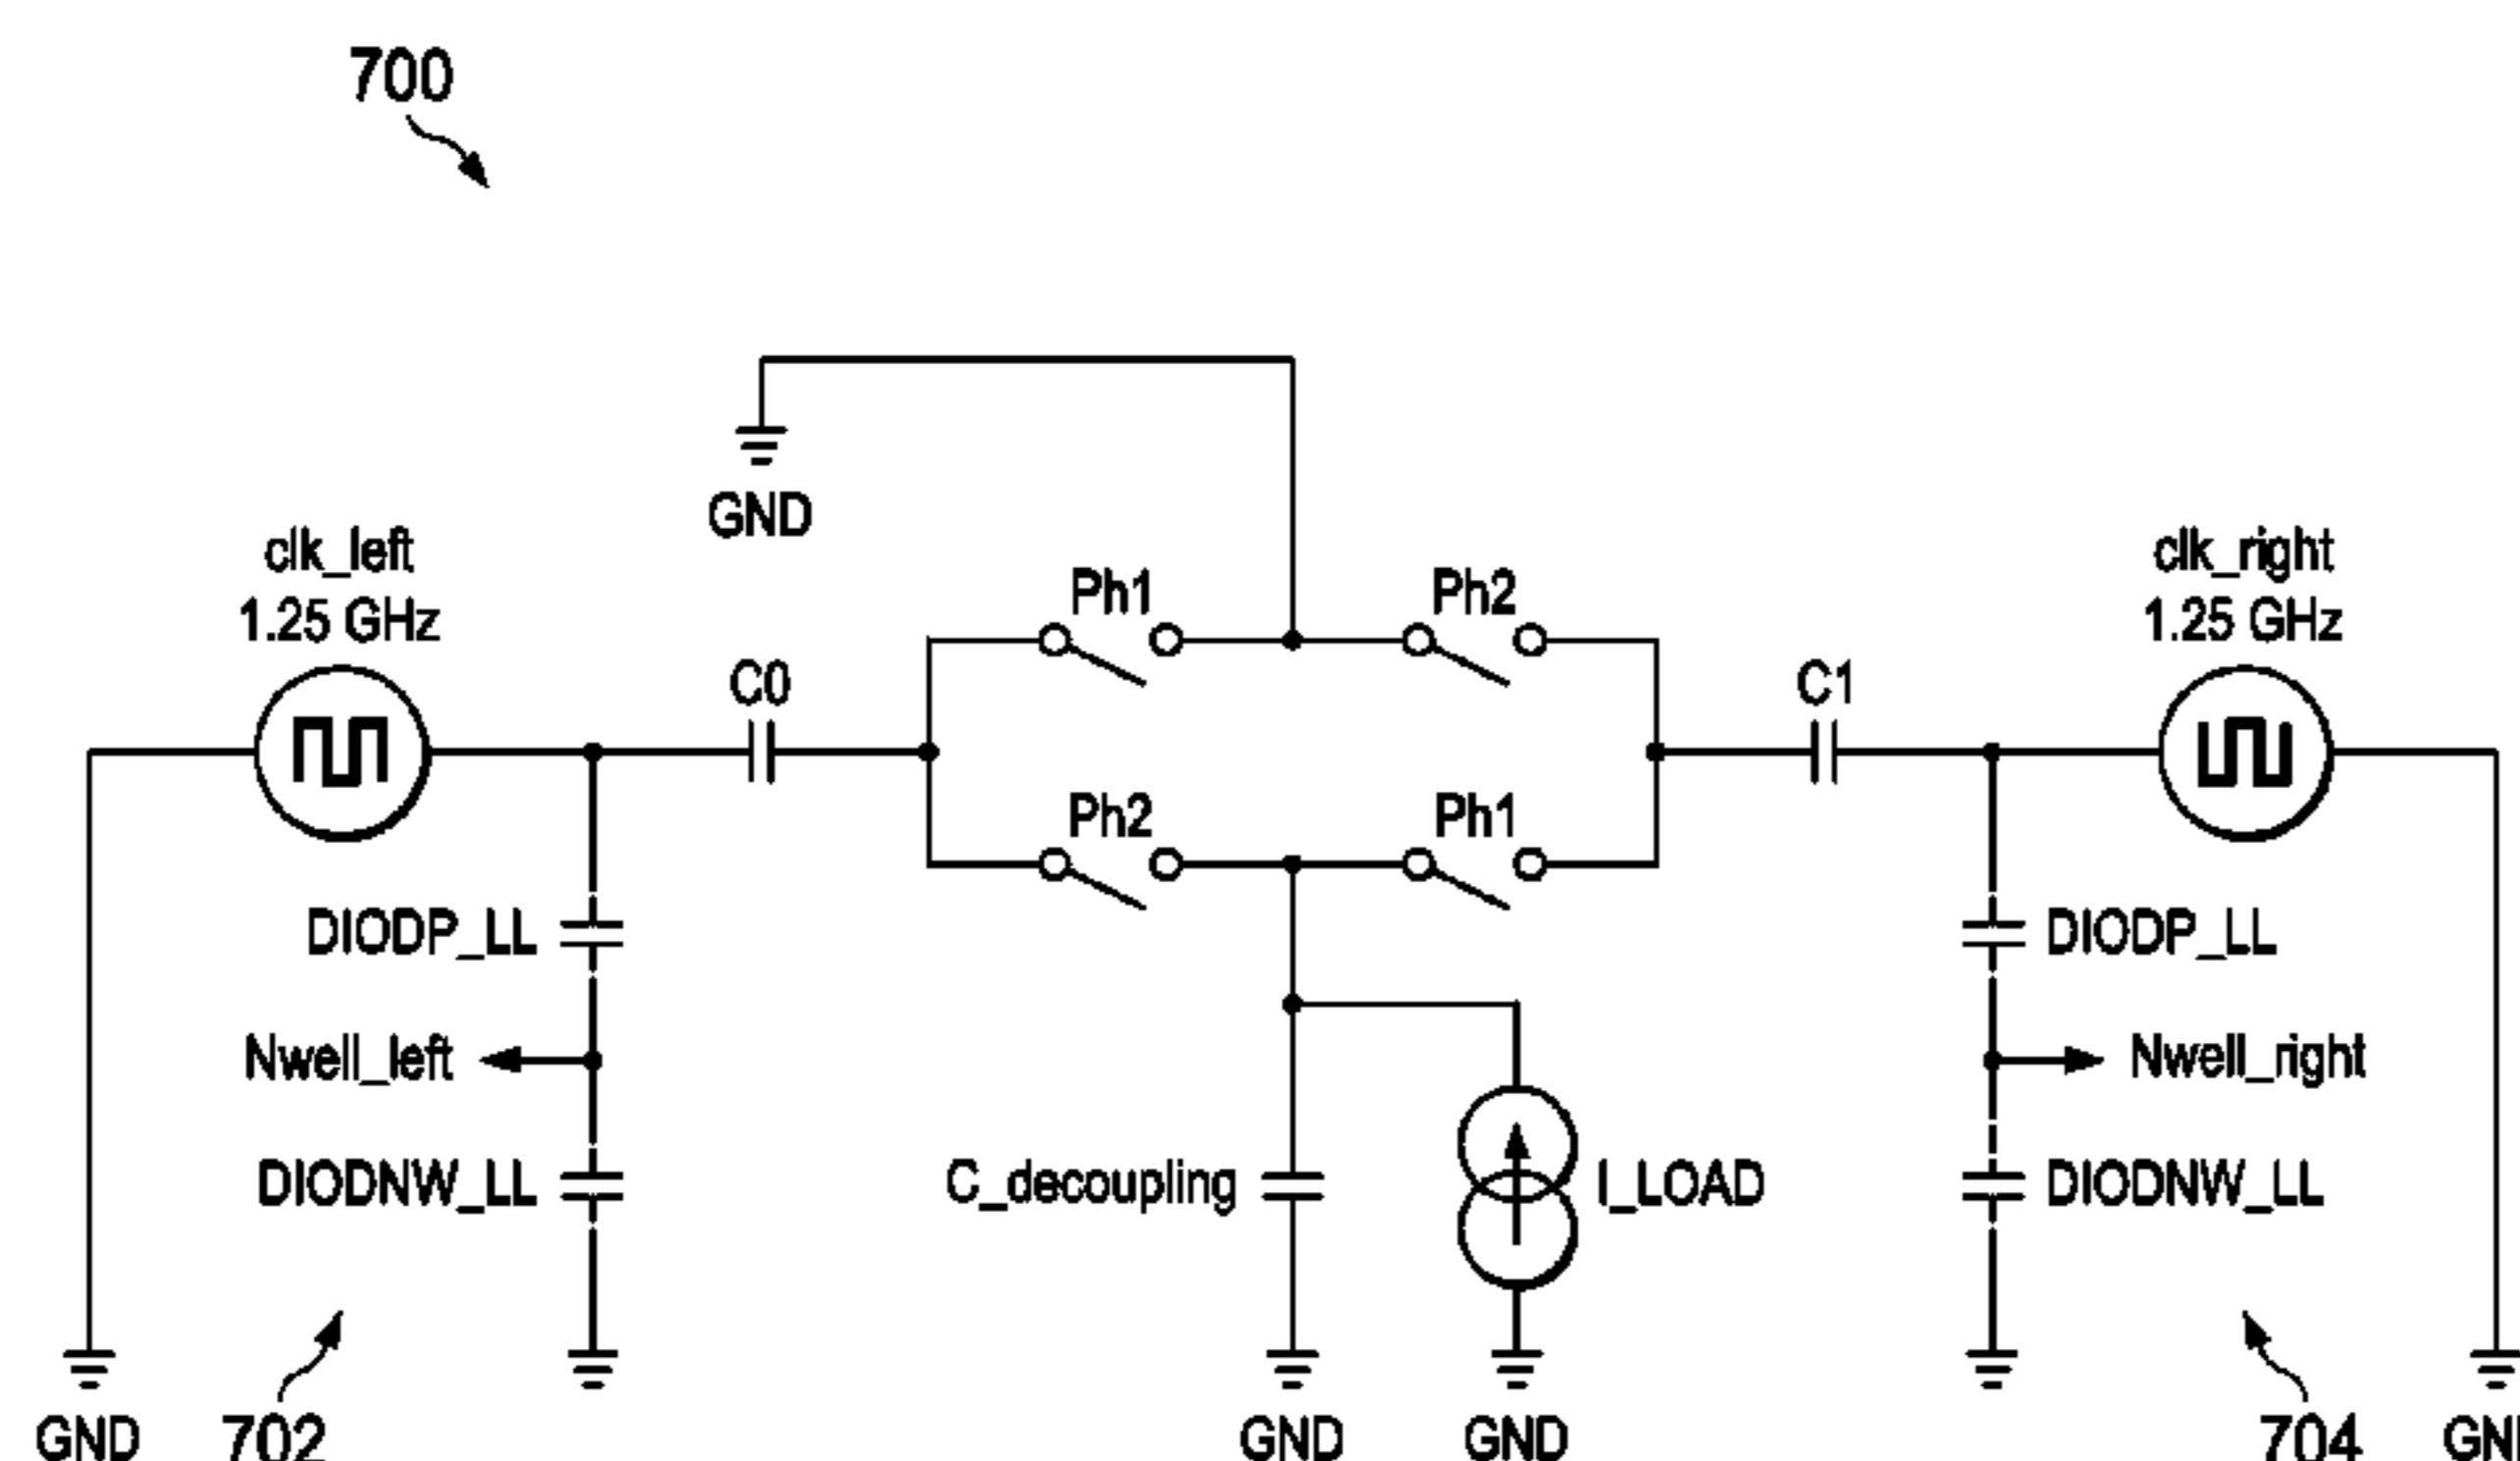 700
GND
clk_left
1.25 GHz
Ph1
Ph2
clk_right
1.25 GHz
C0
C1
Ph2
Ph1
DIODP_LL
DIODP_LL
Nwell_left
Nwell_right
DIODNW_LL
C_decoupling
I_LOAD
DIODNW_LL
GND
702
GND
GND
704
GN